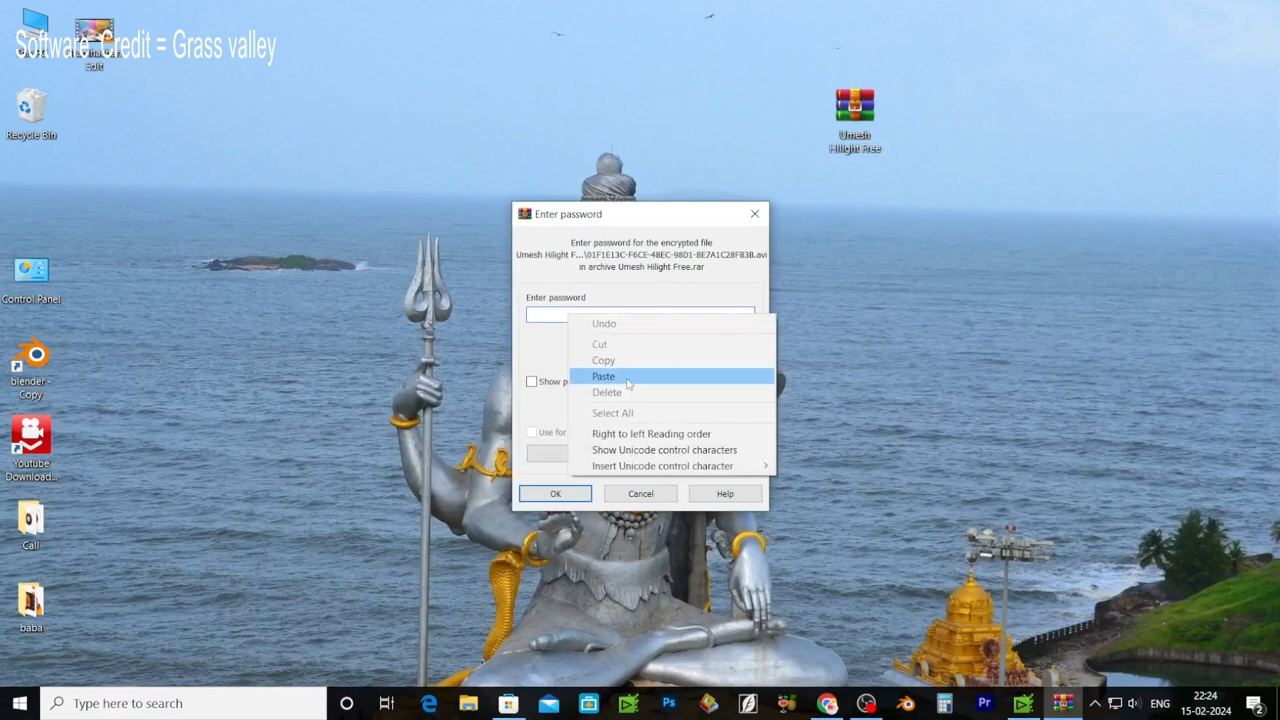 Software Credit = Grass valley
Edit
Recycle Bin
Umesh
Hilight Free
Control Panel
blender -
Copy
Youtube
Download...
Call
baba
Enter password
Enter password for the encrypted file
Umesh Hilight F...\01F1E13C-F6CE-48EC-98D1-8E7A1C28FB3B.avi
in archive Umesh Hilight Free.rar
Enter password
Show p
Use for
Undo
Cut
Copy
Paste
Delete
Select All
Right to left Reading order
Show Unicode control characters
Insert Unicode control character
OK
Cancel
Help
Type here to search
Ps
Pr
ENG
22:24
15-02-2024
2